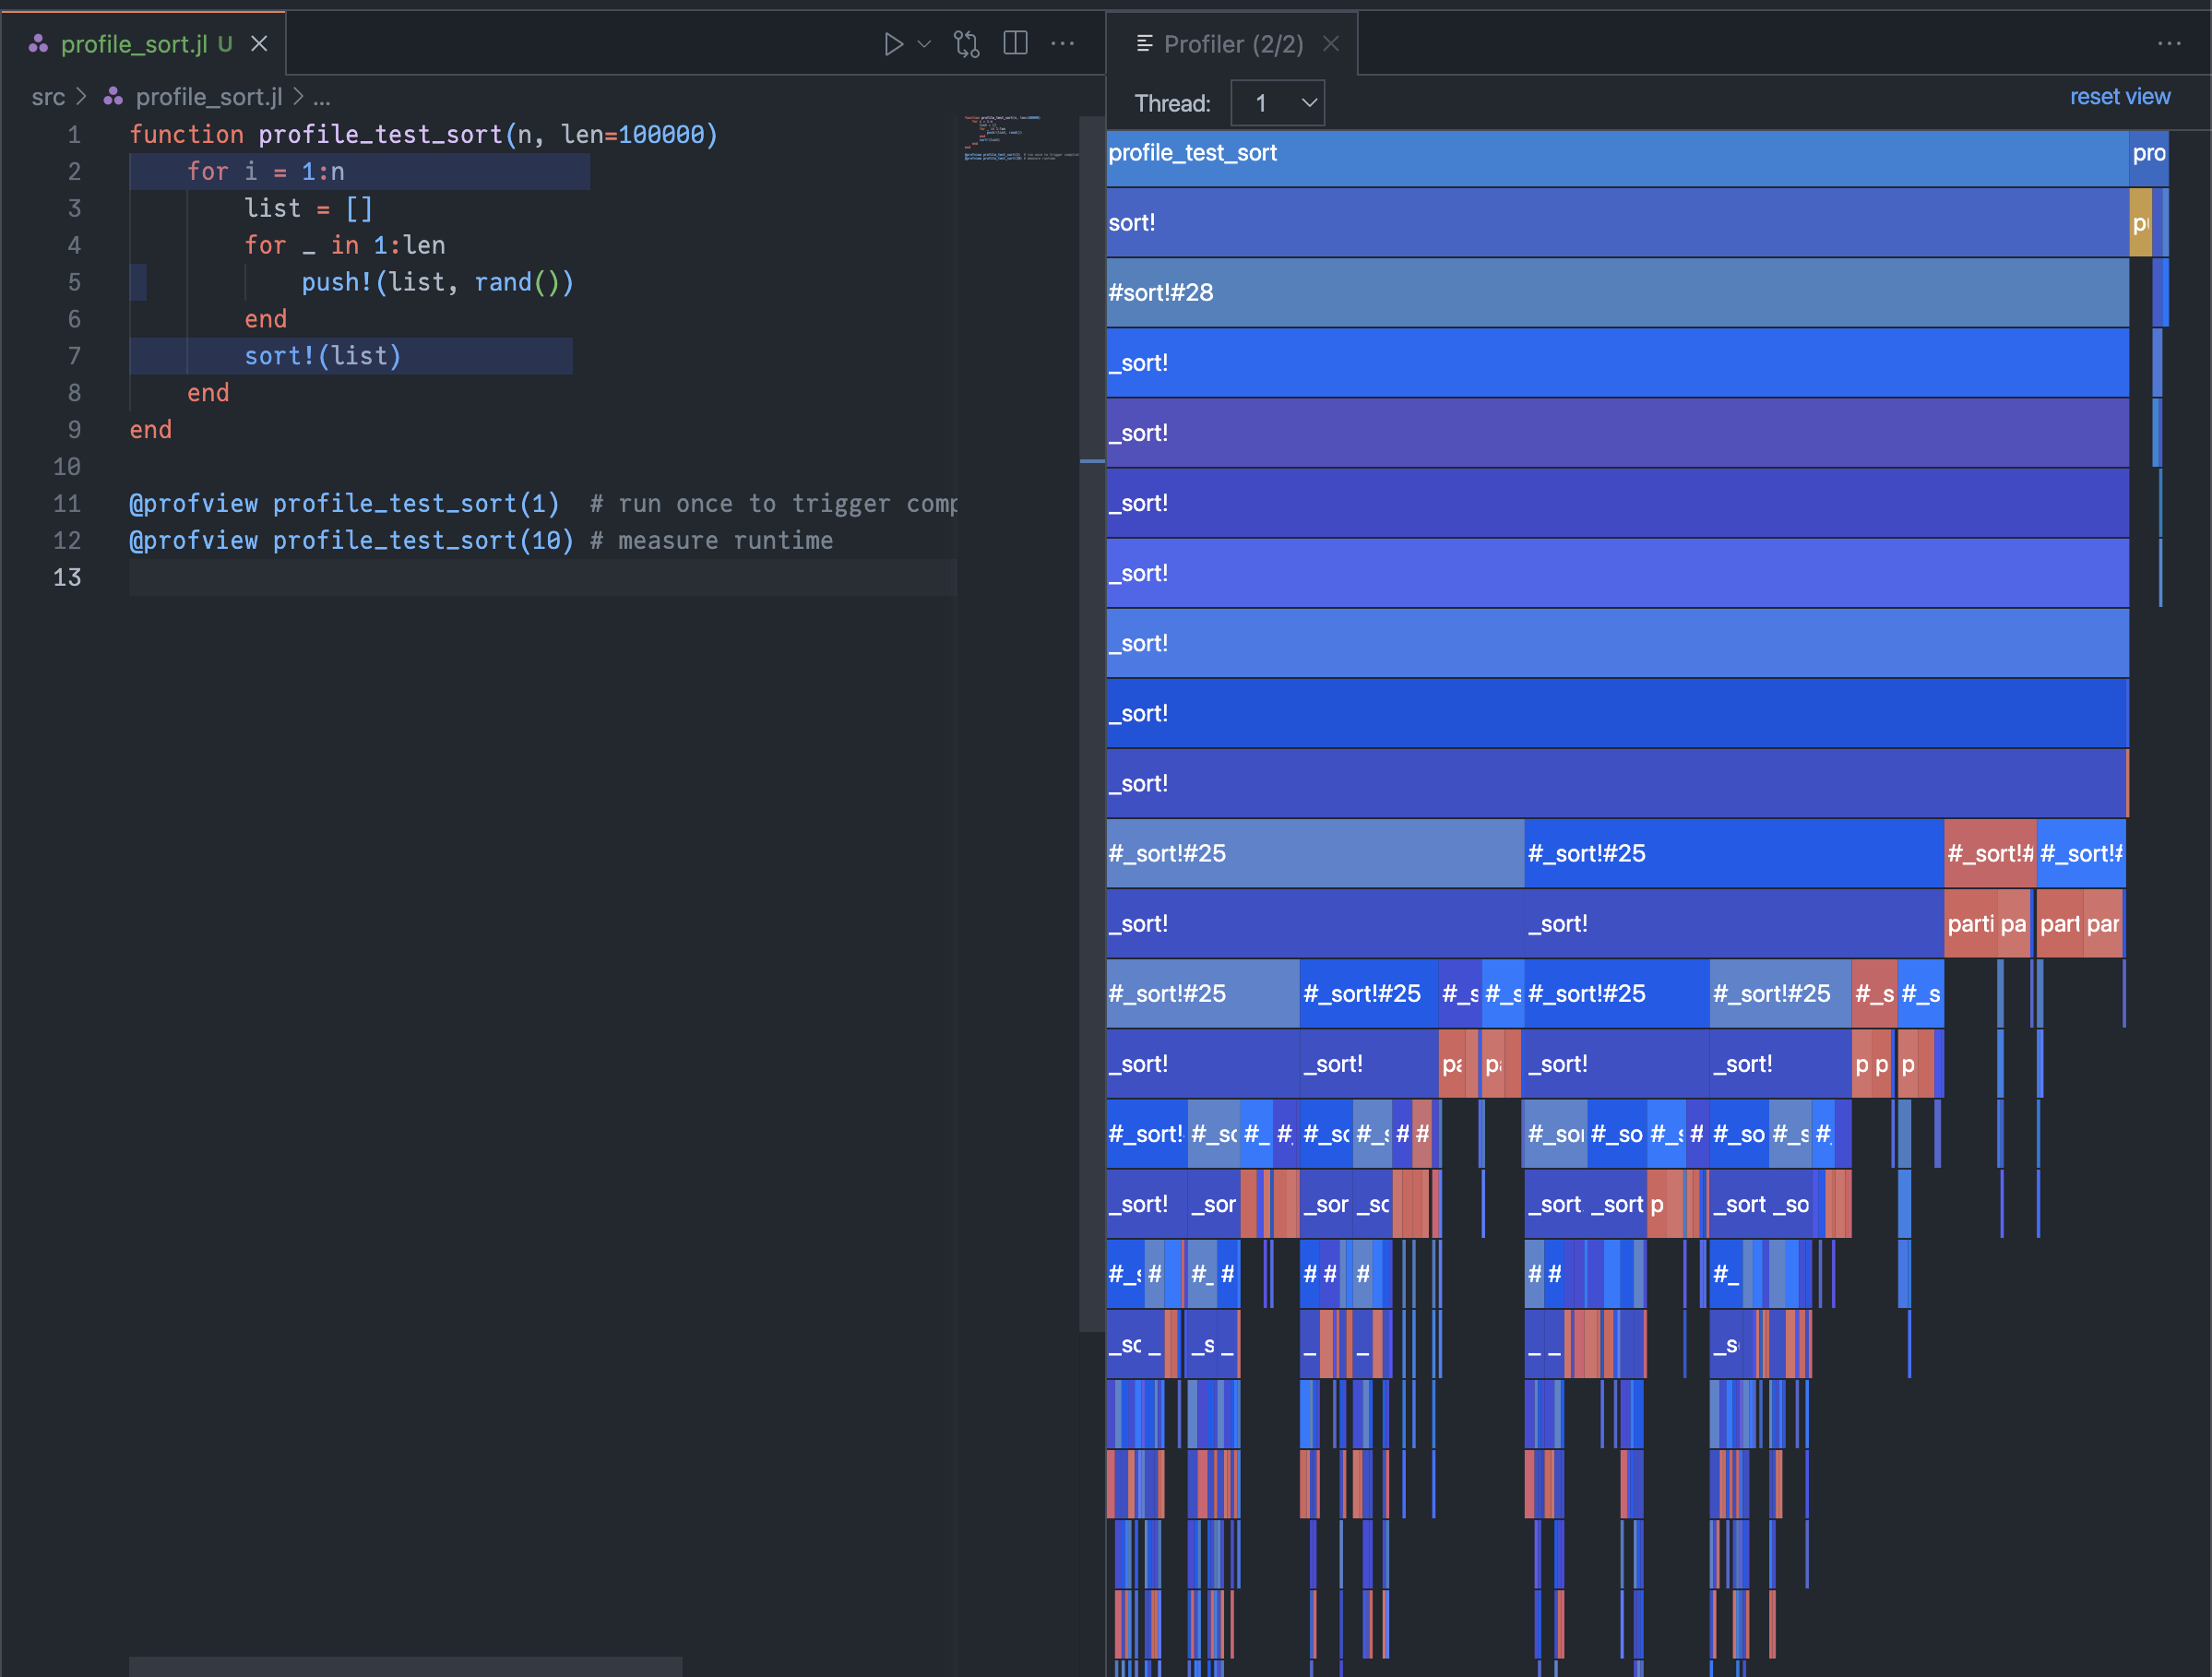 profile_sort.jl U
Profiler (2/2)
src > profile_sort.jl > ...
Thread: 1
reset view
1 function profile_test_sort(n, len=100000)
2 for i = 1:n
3 list = []
4 for _ in 1:len
5 push!(list, rand())
6 end
7 sort!(list)
8 end
9 end
10
11 @profview profile_test_sort(1) # run once to trigger comp
12 @profview profile_test_sort(10) # measure runtime
13
profile_test_sort pro
sort! p
#sort!#28
_sort!
_sort!
_sort!
_sort!
_sort!
_sort!
_sort!
#_sort!#25 #_sort!#25 #_sort!# #_sort!#
_sort! _sort! parti pa part par
#_sort!#25 #_sort!#25 #_s #_s #_sort!#25 #_sort!#25 #_s #_s
_sort! _sort! pa p _sort! _sort! p p p
#_sort! #_sc #_ # #_sc #_s # # #_sor #_so #_s # #_so #_s #
_sort! _sor _sor _sc _sort _sort p _sort _so
#_s # #_ # # # # # # #_
_sc _ _s _ _ _ _ _ _s